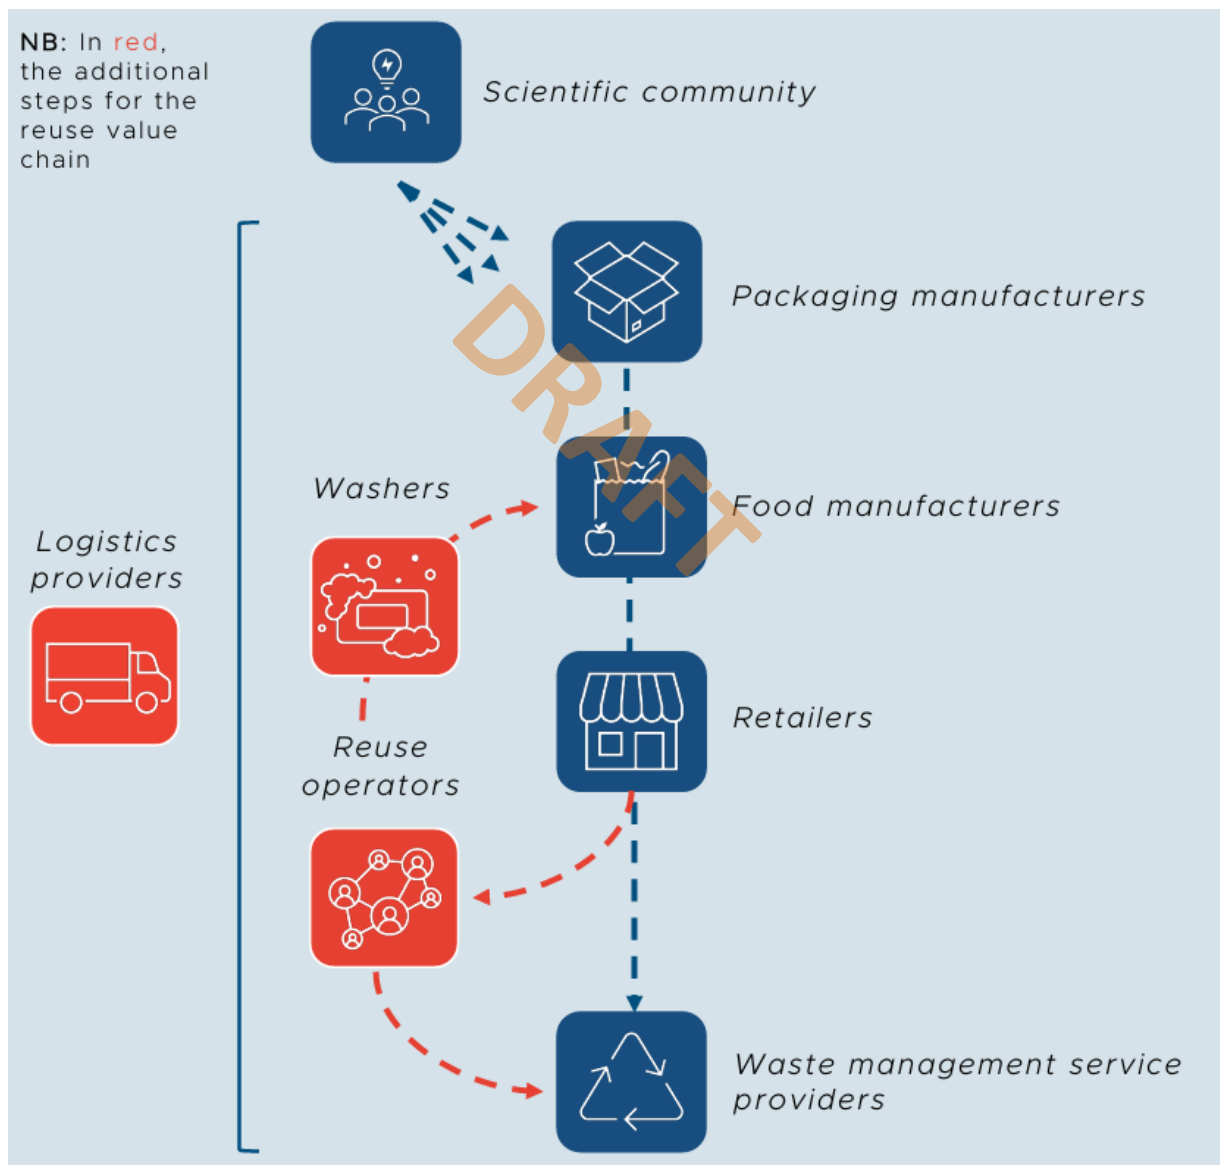 NB: In red,
the additional
steps for the
reuse value
chain
Scientific community
Packaging manufacturers
DRAFT
Washers
Food manufacturers
Logistics
providers
Retailers
Reuse
operators
Waste management service
providers